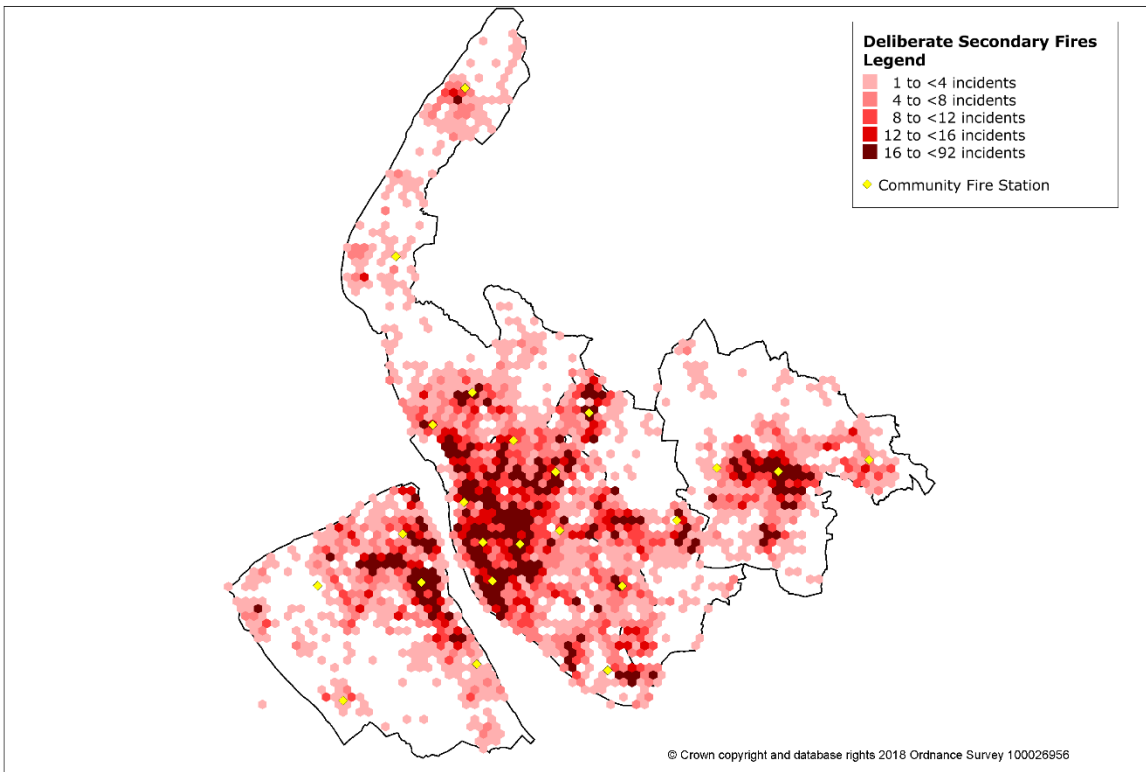 Deliberate Secondary Fires
Legend
1 to <4 incidents
4 to <8 incidents
8 to <12 incidents
12 to <16 incidents
16 to <92 incidents
Community Fire Station
© Crown copyright and database rights 2018 Ordnance Survey 100026956